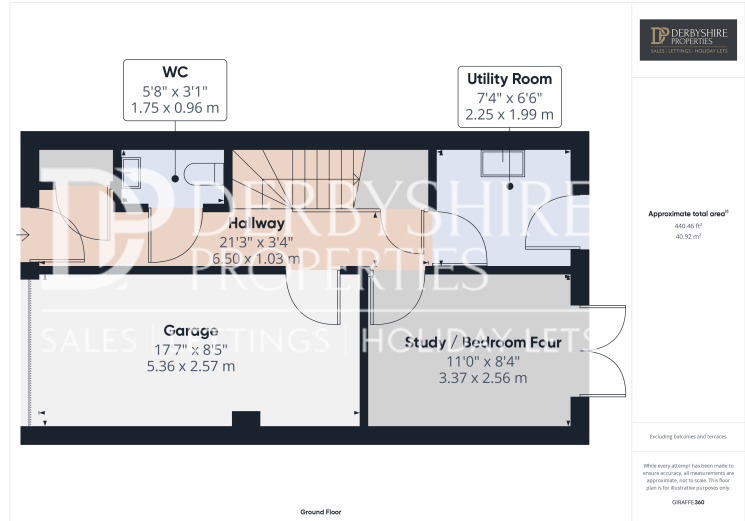 WC
5'8" x 3'1"
1.75 x 0.96 m
Utility Room
7'4" x 6'6"
2.25 x 1.99 m
Hallway
21'3" x 3'4"
6.50 x 1.03 m
Garage
17'7" x 8'5"
5.36 x 2.57 m
Study / Bedroom Four
11'0" x 8'4"
3.37 x 2.56 m
DERBYSHIRE
PROPERTIES
SALES | LETTINGS | HOLIDAY LETS
Ground Floor
DP DERBYSHIRE
PROPERTIES
SALES | LETTINGS | HOLIDAY LETS
Approximate total area⁽¹⁾
440.46 ft²
40.92 m²
Excluding balconies and terraces
While every attempt has been made to
ensure accuracy, all measurements are
approximate, not to scale. This floor
plan is for illustrative purposes only.
GIRAFFE360